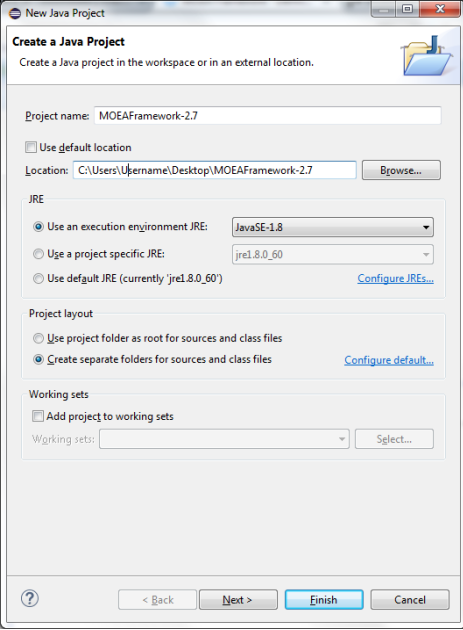 New Java Project
Create a Java Project
Create a Java project in the workspace or in an external location.
Project name: MOEAFramework-2.7
Use default location
Location: C:\Users\Username\Desktop\MOEAFramework-2.7 Browse...
JRE
Use an execution environment JRE: JavaSE-1.8
Use a project specific JRE: jre1.8.0_60
Use default JRE (currently 'jre1.8.0_60') Configure JREs...
Project layout
Use project folder as root for sources and class files
Create separate folders for sources and class files Configure default...
Working sets
Add project to working sets
Working sets: Select...
? < Back Next > Finish Cancel